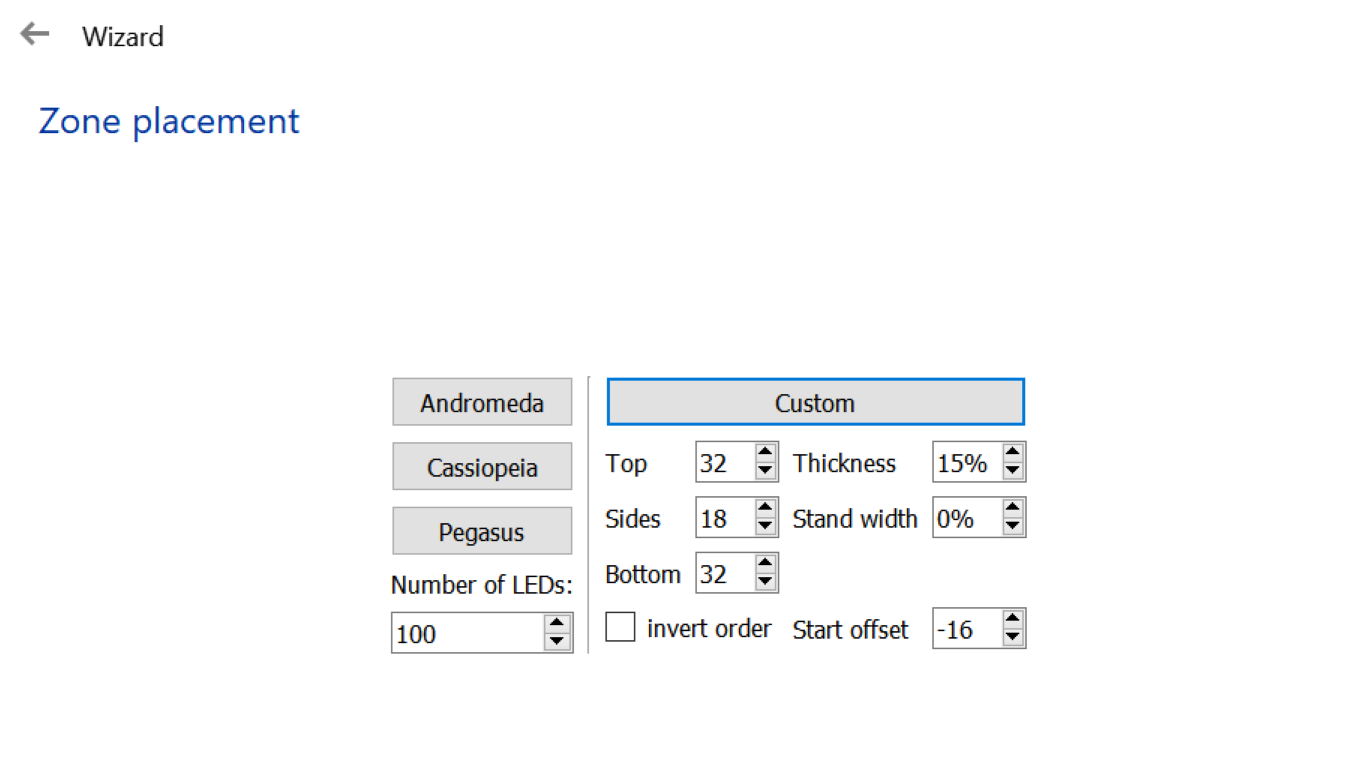 Wizard
Zone placement
Andromeda
Custom
Cassiopeia
Top 32 Thickness 15%
Pegasus
Sides 18 Stand width 0%
Number of LEDs:
Bottom 32
100
invert order Start offset -16